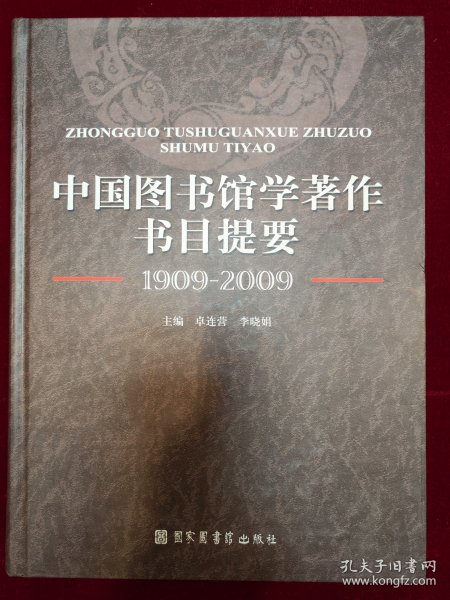 ZHONGGUO TUSHUGUANXUE ZHUZUO
SHUMU TIYAO
中国图书馆学著作
书目提要
1909-2009
主编 卓连营 李晓娟
国家图书馆出版社
孔夫子旧书网
www.kongfz.com